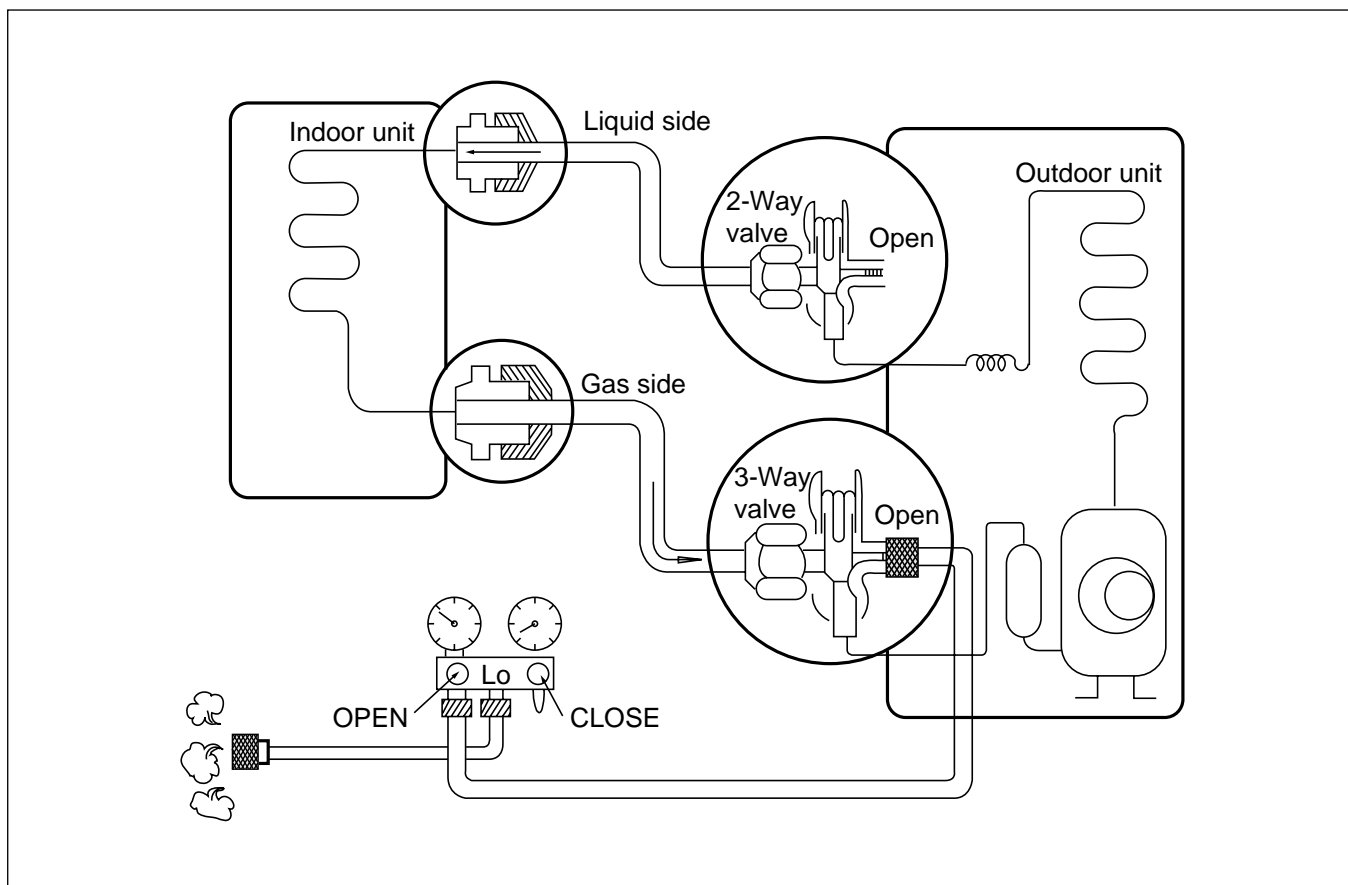 Indoor unit
Liquid side
2-Way
valve
Open
Outdoor unit
Gas side
3-Way
valve
Open
Lo
OPEN
CLOSE